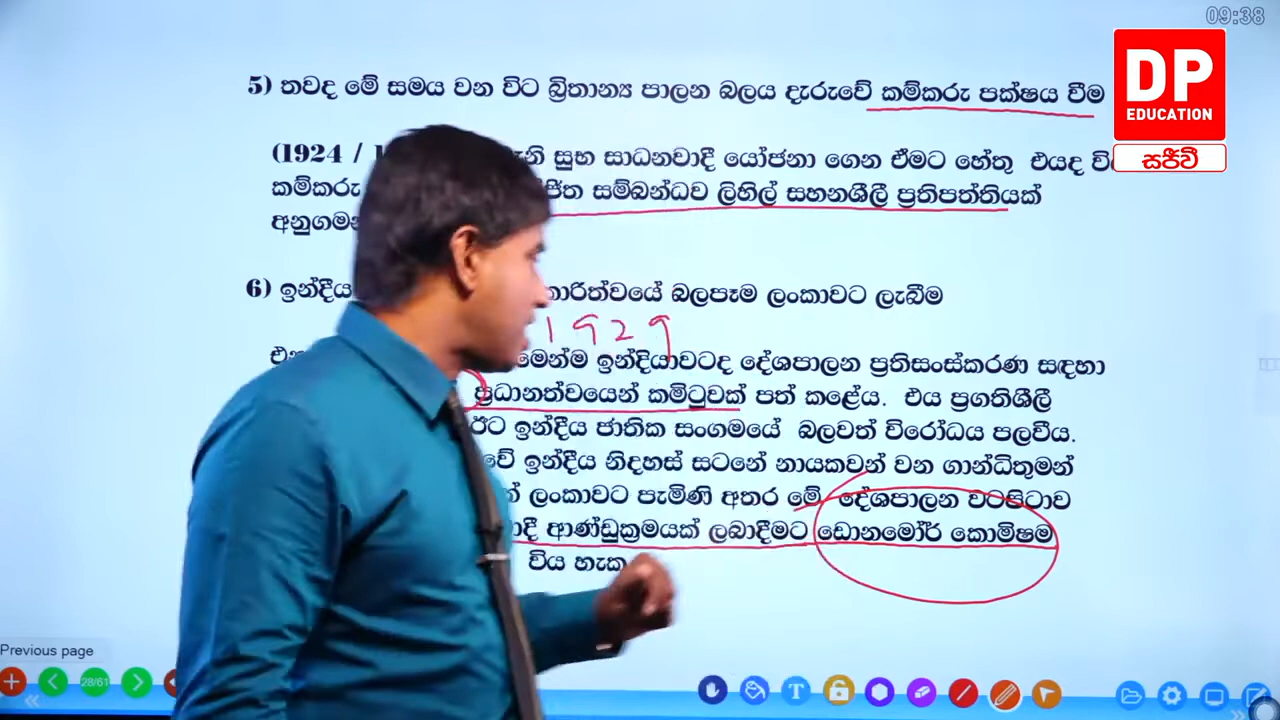 09:38
DP
EDUCATION
සජීවී
5) තවද මේ සමය වන විට බ්‍රිතාන්‍ය පාලන බලය දැරුවේ කම්කරු පක්ෂය වීම
(1924 / සුභ සාධනවාදී යෝජනා ගෙන ඒමට හේතු එයද
කම්කරු සම්බන්ධව ලිහිල් සහනශීලී ප්‍රතිපත්තියක්
6) ඉන්දීය බලපෑම ලංකාවට ලැබීම
1929
ඉන්දියාවටද දේශපාලන ප්‍රතිසංස්කරණ සඳහා
ප්‍රධානත්වයෙන් කමිටුවක් පත් කළේය. එය ප්‍රගතිශීලී
ඉන්දීය ජාතික සංගමයේ බලවත් විරෝධය පලවීය.
ඉන්දීය නිදහස් සටනේ නායකවන් වන ගාන්ධිතුමන්
ලංකාවට පැමිණි අතර මේ දේශපාලන වටපිටාව
ආණ්ඩුක්‍රමයක් ලබාදීමට ඩොනමෝර් කොමිෂම
විය හැක
Previous page
28/61